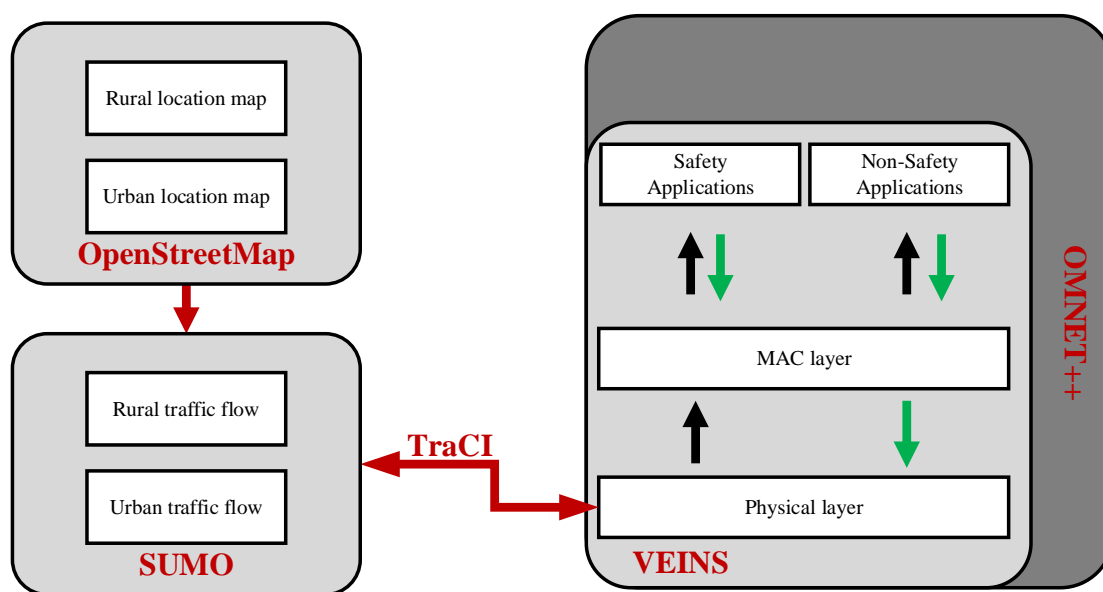 Rural location map
Urban location map
OpenStreetMap
Rural traffic flow
Urban traffic flow
SUMO
TraCI
Safety
Applications
Non-Safety
Applications
MAC layer
Physical layer
VEINS
OMNET++